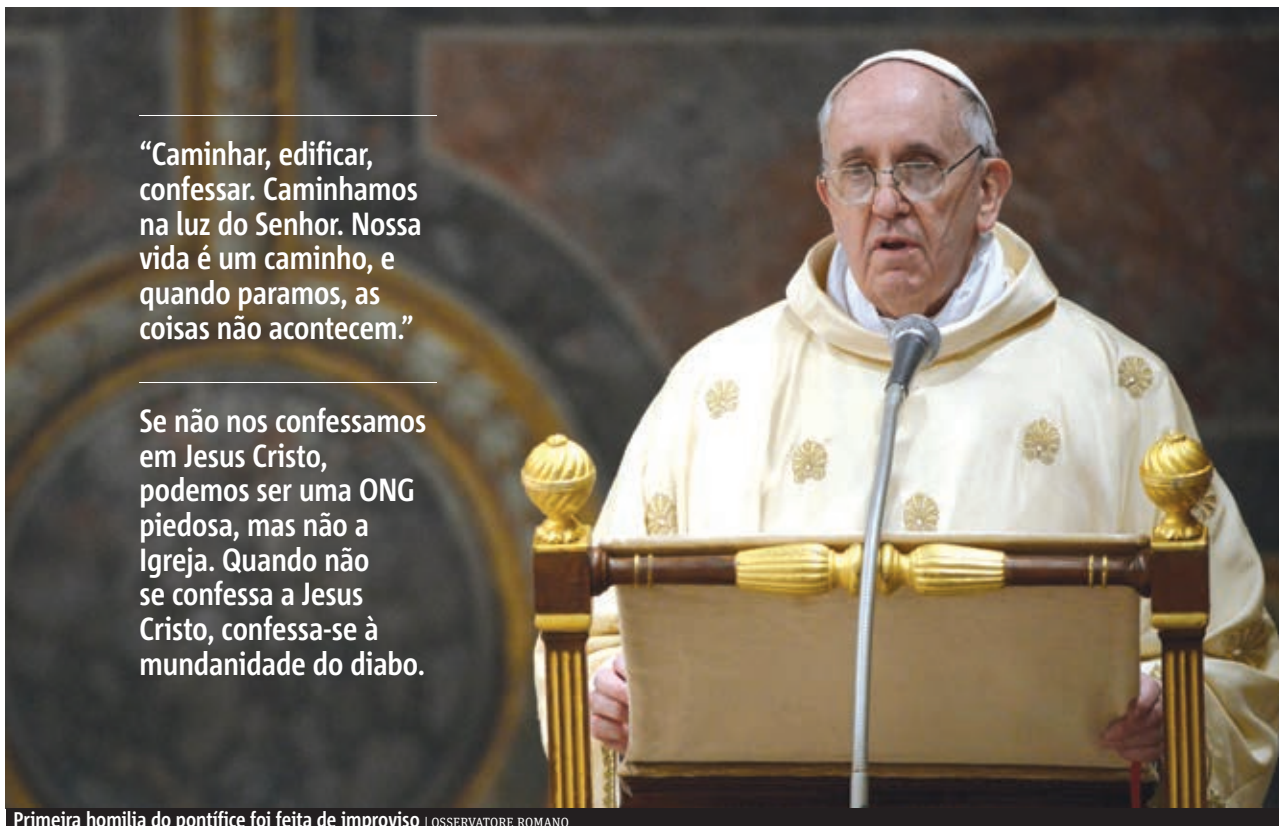 “Caminhar, edificar,
confessar. Caminhamos
na luz do Senhor. Nossa
vida é um caminho, e
quando paramos, as
coisas não acontecem.”
Se não nos confessamos
em Jesus Cristo,
podemos ser uma ONG
piedosa, mas não a
Igreja. Quando não
se confessa a Jesus
Cristo, confessa-se à
mundanidade do diabo.
Primeira homilia do pontífice foi feita de improviso | OSSERVATORE ROMANO